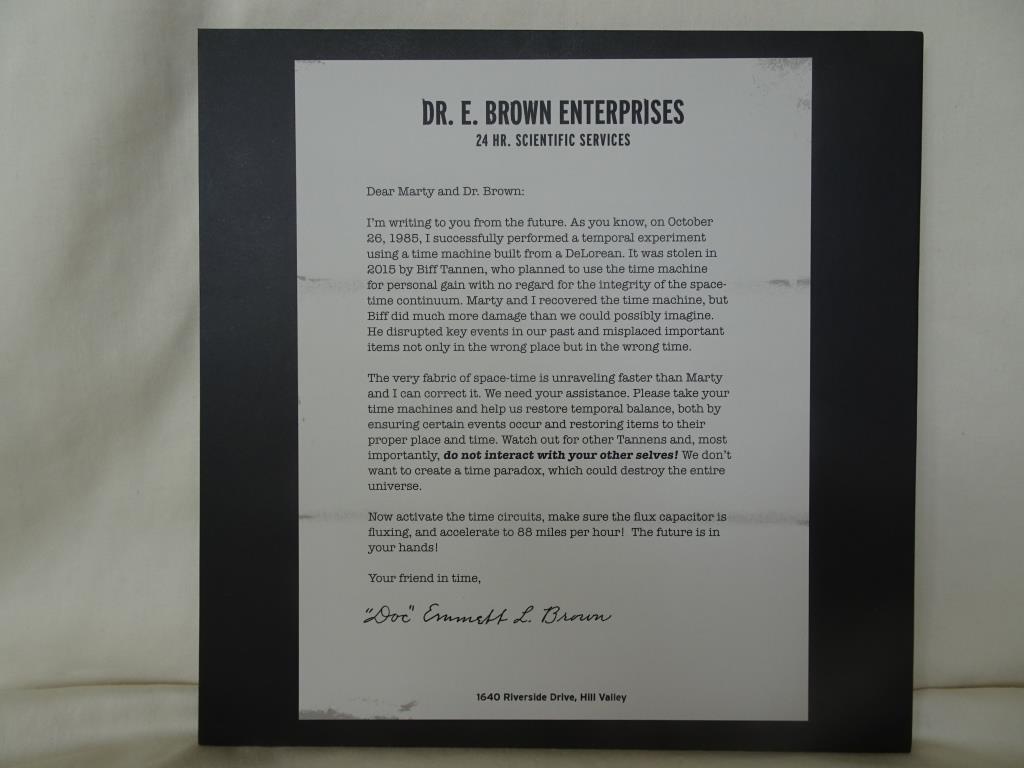 DR. E. BROWN ENTERPRISES
24 HR. SCIENTIFIC SERVICES
Dear Marty and Dr. Brown:
I'm writing to you from the future. As you know, on October
26, 1985, I successfully performed a temporal experiment
using a time machine built from a DeLorean. It was stolen in
2015 by Biff Tannen, who planned to use the time machine
for personal gain with no regard for the integrity of the space-
time continuum. Marty and I recovered the time machine, but
Biff did much more damage than we could possibly imagine.
He disrupted key events in our past and misplaced important
items not only in the wrong place but in the wrong time.
The very fabric of space-time is unraveling faster than Marty
and I can correct it. We need your assistance. Please take your
time machines and help us restore temporal balance, both by
ensuring certain events occur and restoring items to their
proper place and time. Watch out for other Tannens and, most
importantly, do not interact with your other selves! We don't
want to create a time paradox, which could destroy the entire
universe.
Now activate the time circuits, make sure the flux capacitor is
fluxing, and accelerate to 88 miles per hour! The future is in
your hands!
Your friend in time,
"Doc" Emmett L. Brown
1640 Riverside Drive, Hill Valley